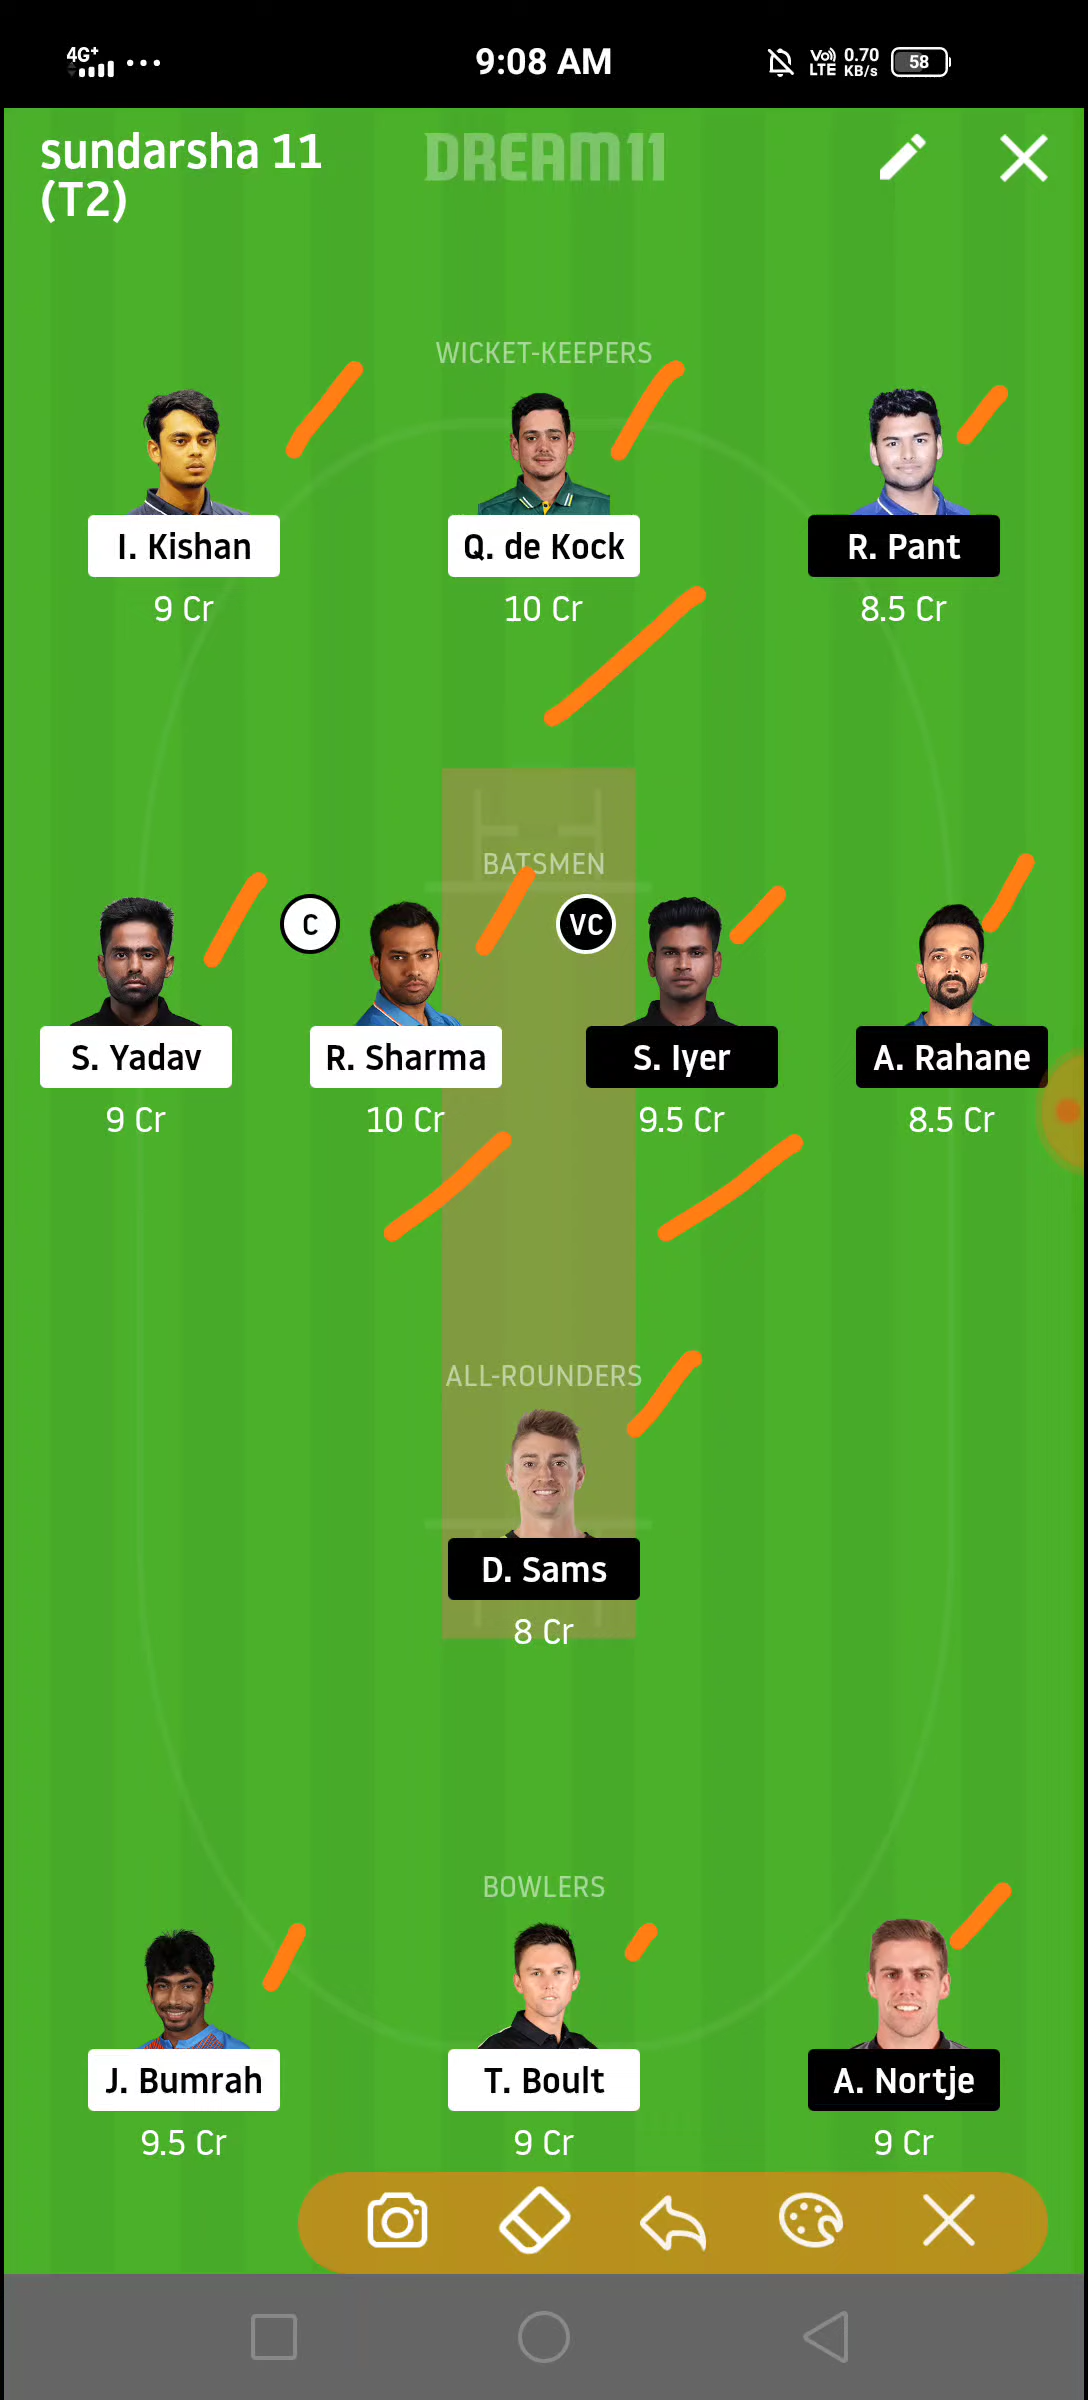 4G+ 9:08 AM Vo) LTE 0.70 KB/s 58
sundarsha 11
(T2)
DREAM11
WICKET-KEEPERS
I. Kishan Q. de Kock R. Pant
9 Cr 10 Cr 8.5 Cr
BATSMEN
C VC
S. Yadav R. Sharma S. Iyer A. Rahane
9 Cr 10 Cr 9.5 Cr 8.5 Cr
ALL-ROUNDERS
D. Sams
8 Cr
BOWLERS
J. Bumrah T. Boult A. Nortje
9.5 Cr 9 Cr 9 Cr